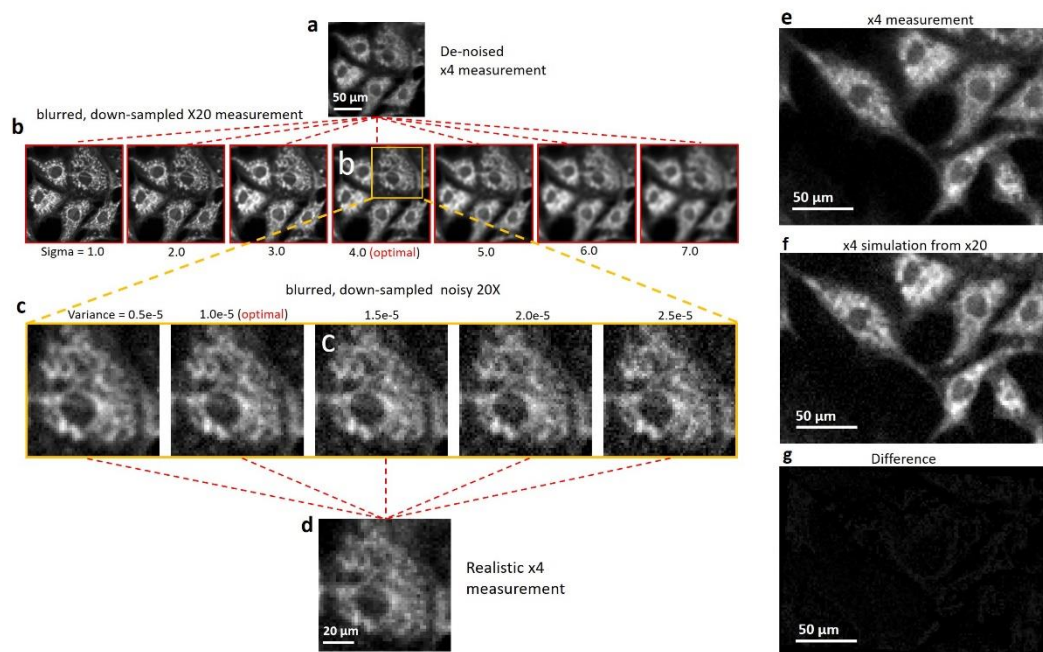 a
De-noised
x4 measurement
50 µm
blurred, down-sampled X20 measurement
b
b
Sigma = 1.0
2.0
3.0
4.0 (optimal)
5.0
6.0
7.0
blurred, down-sampled noisy 20X
c
Variance = 0.5e-5
1.0e-5 (optimal)
1.5e-5
2.0e-5
2.5e-5
C
d
Realistic x4
measurement
20 µm
e
x4 measurement
50 µm
f
x4 simulation from x20
50 µm
g
Difference
50 µm